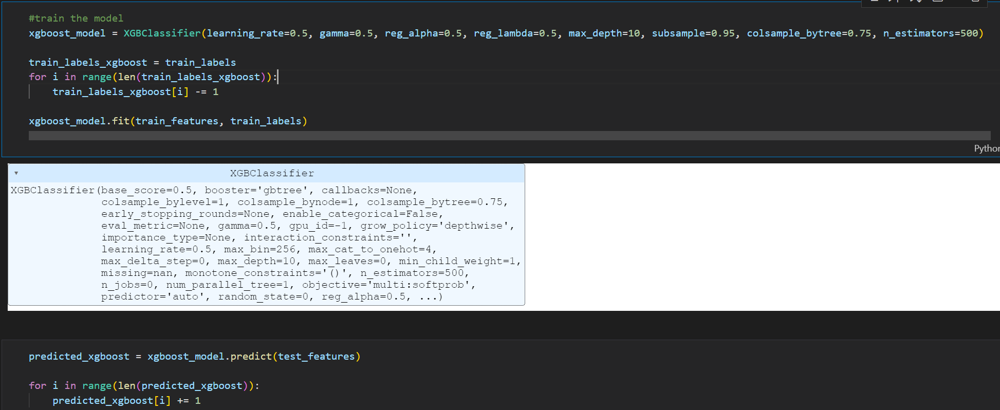 #train the model
xgboost_model = XGBClassifier(learning_rate=0.5, gamma=0.5, reg_alpha=0.5, reg_lambda=0.5, max_depth=10, subsample=0.95, colsample_bytree=0.75, n_estimators=500)
train_labels_xgboost = train_labels
for i in range(len(train_labels_xgboost)):
    train_labels_xgboost[i] -= 1
xgboost_model.fit(train_features, train_labels)
Python
XGBClassifier
XGBClassifier(base_score=0.5, booster='gbtree', callbacks=None,
              colsample_bylevel=1, colsample_bynode=1, colsample_bytree=0.75,
              early_stopping_rounds=None, enable_categorical=False,
              eval_metric=None, gamma=0.5, gpu_id=-1, grow_policy='depthwise',
              importance_type=None, interaction_constraints='',
              learning_rate=0.5, max_bin=256, max_cat_to_onehot=4,
              max_delta_step=0, max_depth=10, max_leaves=0, min_child_weight=1,
              missing=nan, monotone_constraints='()', n_estimators=500,
              n_jobs=0, num_parallel_tree=1, objective='multi:softprob',
              predictor='auto', random_state=0, reg_alpha=0.5, ...)
predicted_xgboost = xgboost_model.predict(test_features)
for i in range(len(predicted_xgboost)):
    predicted_xgboost[i] += 1